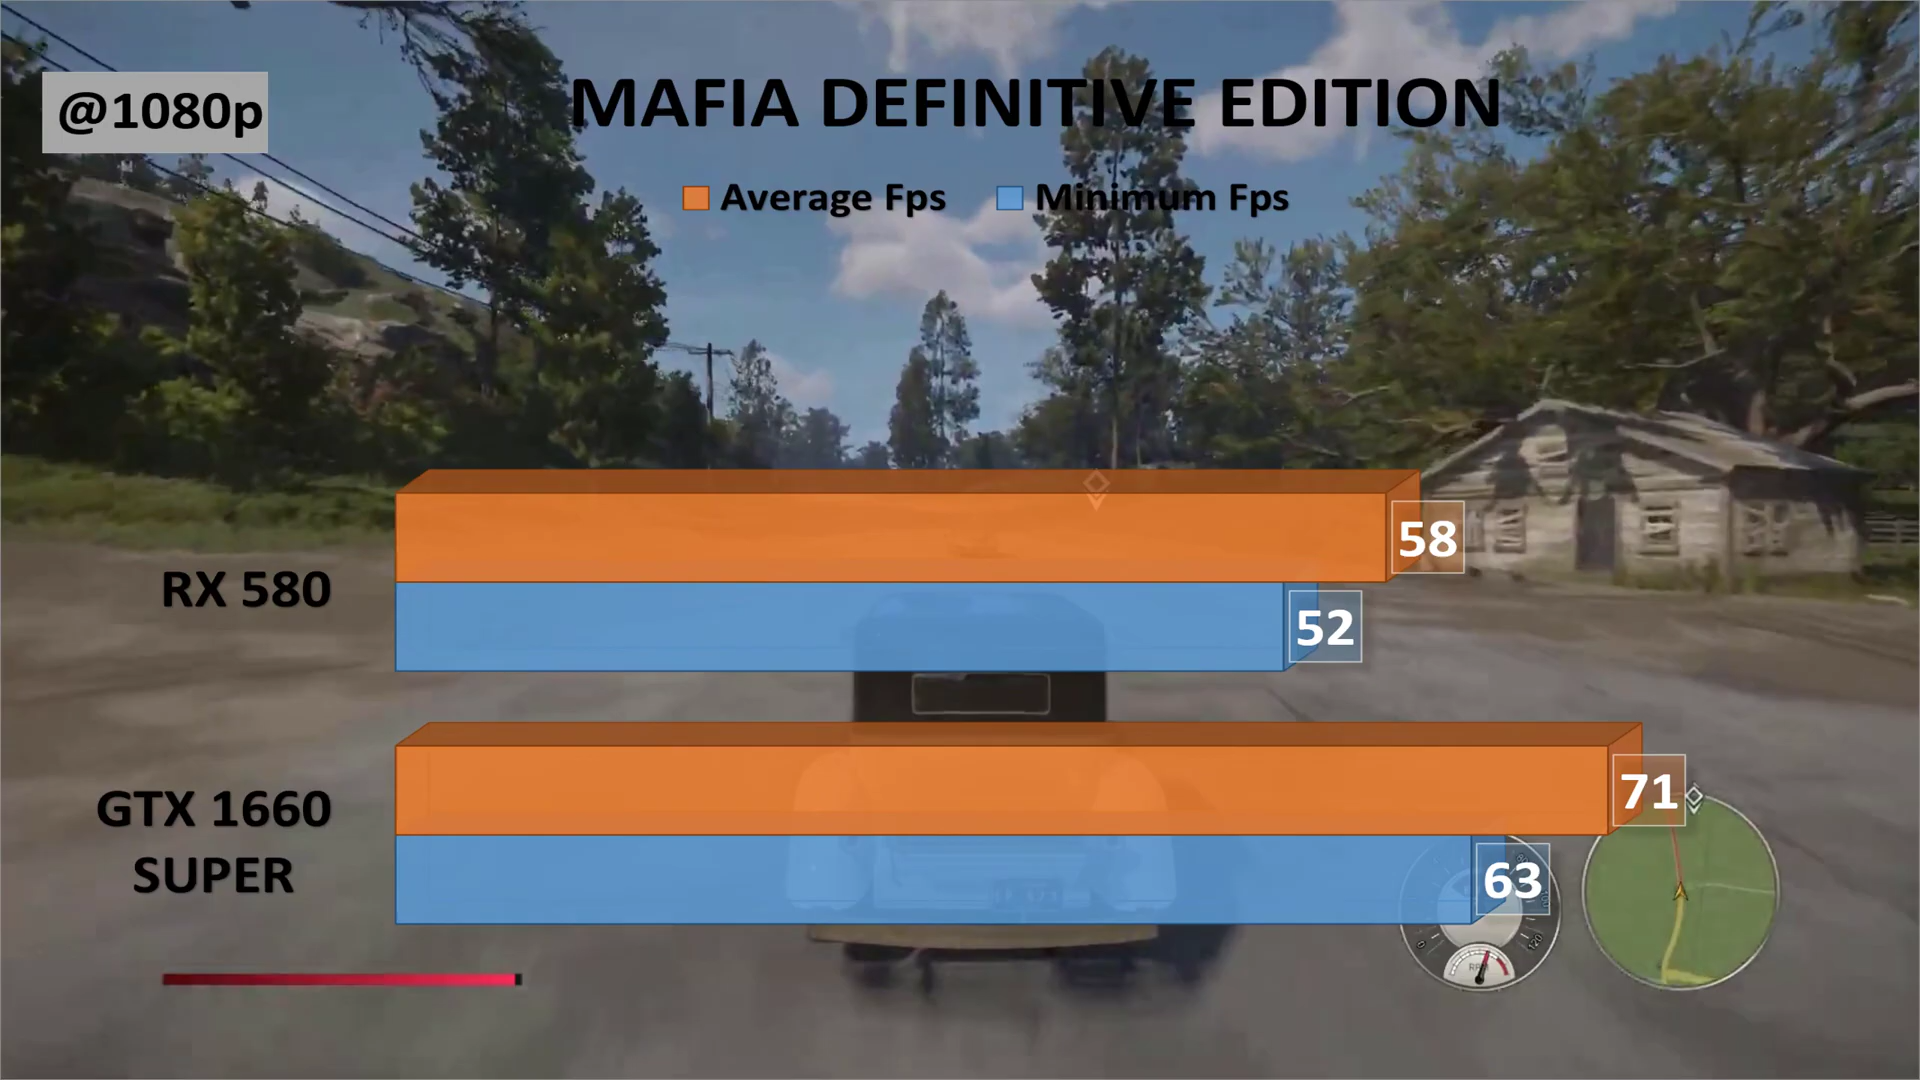 @1080p
MAFIA DEFINITIVE EDITION
Average Fps
Minimum Fps
RX 580
58
52
GTX 1660
SUPER
71
63